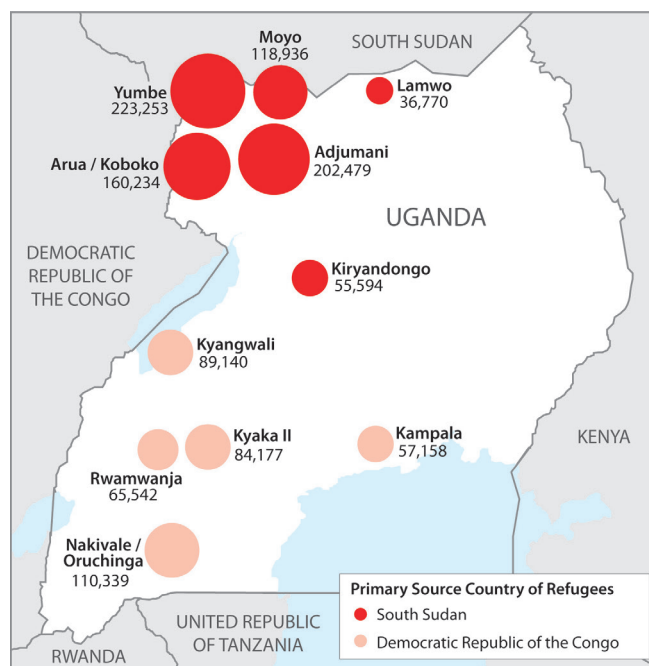 SOUTH SUDAN
Moyo
118,936
Yumbe
223,253
Lamwo
36,770
Arua / Koboko
160,234
Adjumani
202,479
UGANDA
DEMOCRATIC
REPUBLIC OF
THE CONGO
Kiryandongo
55,594
Kyangwali
89,140
Kyaka II
84,177
Kampala
57,158
KENYA
Rwamwanja
65,542
Nakivale /
Oruchinga
110,339
Primary Source Country of Refugees
South Sudan
Democratic Republic of the Congo
UNITED REPUBLIC
OF TANZANIA
RWANDA